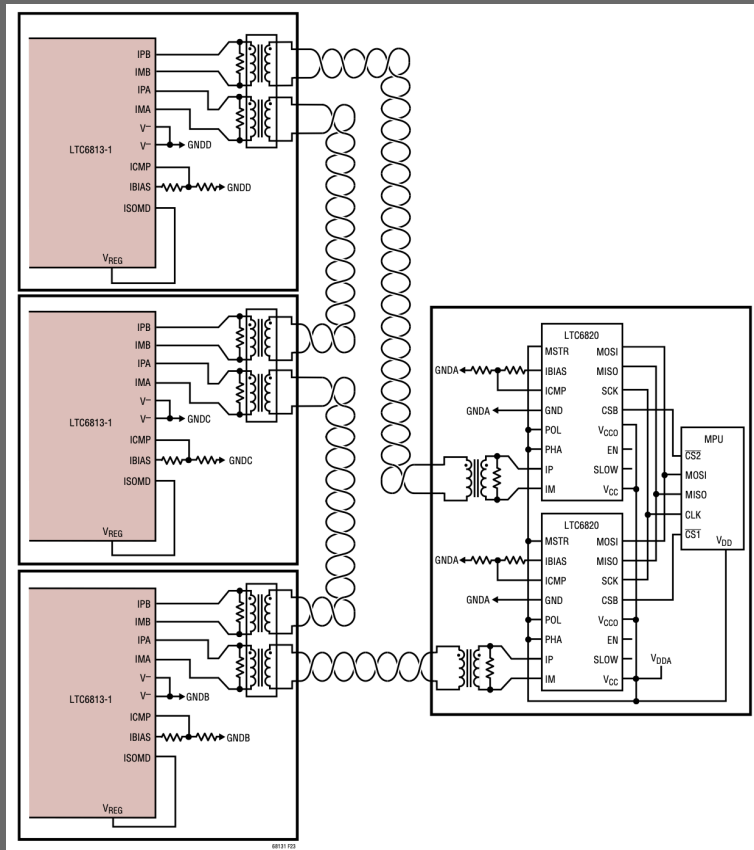 IPB
IMB
IPA
IMA
V–
V–
GNDD
LTC6813-1
ICMP
IBIAS
GNDD
ISOMD
VREG
IPB
IMB
IPA
IMA
V–
V–
GNDC
LTC6813-1
ICMP
IBIAS
GNDC
ISOMD
VREG
IPB
IMB
IPA
IMA
V–
V–
GNDB
LTC6813-1
ICMP
IBIAS
GNDB
ISOMD
VREG
LTC6820
MSTR MOSI
GNDA IBIAS MISO
ICMP SCK
GNDA GND CSB
POL VCCO
PHA EN
IP SLOW
IM VCC
MPU
CS2
MOSI
MISO
CLK
CS1
VDD
LTC6820
MSTR MOSI
GNDA IBIAS MISO
ICMP SCK
GNDA GND CSB
POL VCCO
PHA EN
IP SLOW
IM VCC
VDDA
68131 F23